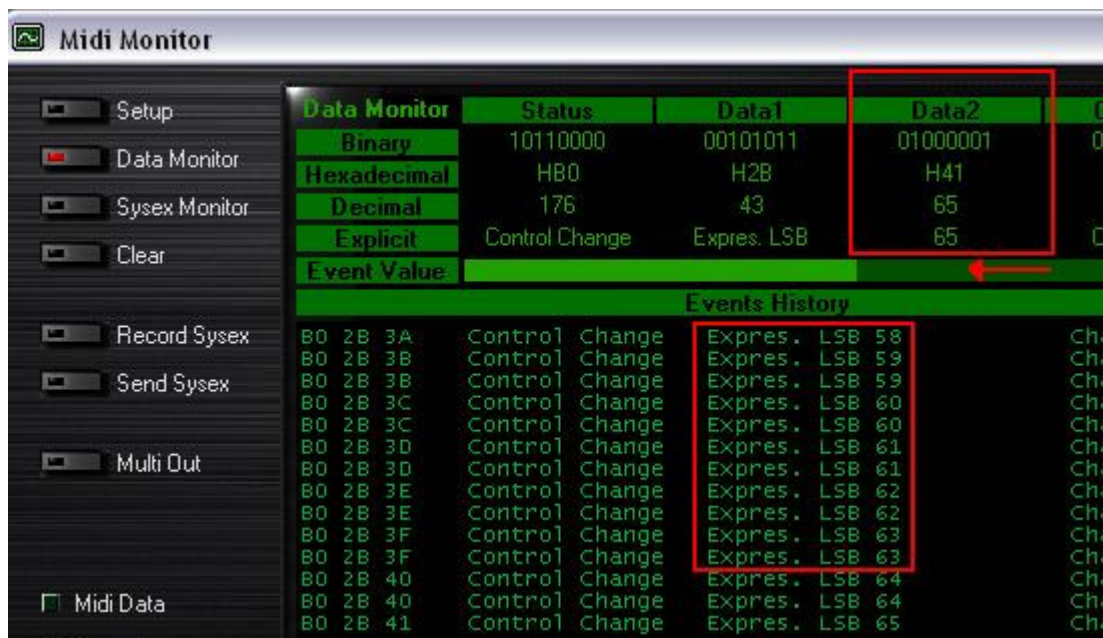 Midi Monitor
Setup
Data Monitor
Sysex Monitor
Clear
Record Sysex
Send Sysex
Multi Out
Midi Data
Data Monitor Status Data1 Data2
Binary 10110000 00101011 01000001
Hexadecimal HB0 H2B H41
Decimal 176 43 65
Explicit Control Change Expres. LSB 65
Event Value
Events History
B0 2B 3A Control Change Expres. LSB 58
B0 2B 3B Control Change Expres. LSB 59
B0 2B 3B Control Change Expres. LSB 59
B0 2B 3C Control Change Expres. LSB 60
B0 2B 3C Control Change Expres. LSB 60
B0 2B 3D Control Change Expres. LSB 61
B0 2B 3D Control Change Expres. LSB 61
B0 2B 3E Control Change Expres. LSB 62
B0 2B 3E Control Change Expres. LSB 62
B0 2B 3F Control Change Expres. LSB 63
B0 2B 3F Control Change Expres. LSB 63
B0 2B 40 Control Change Expres. LSB 64
B0 2B 40 Control Change Expres. LSB 64
B0 2B 41 Control Change Expres. LSB 65